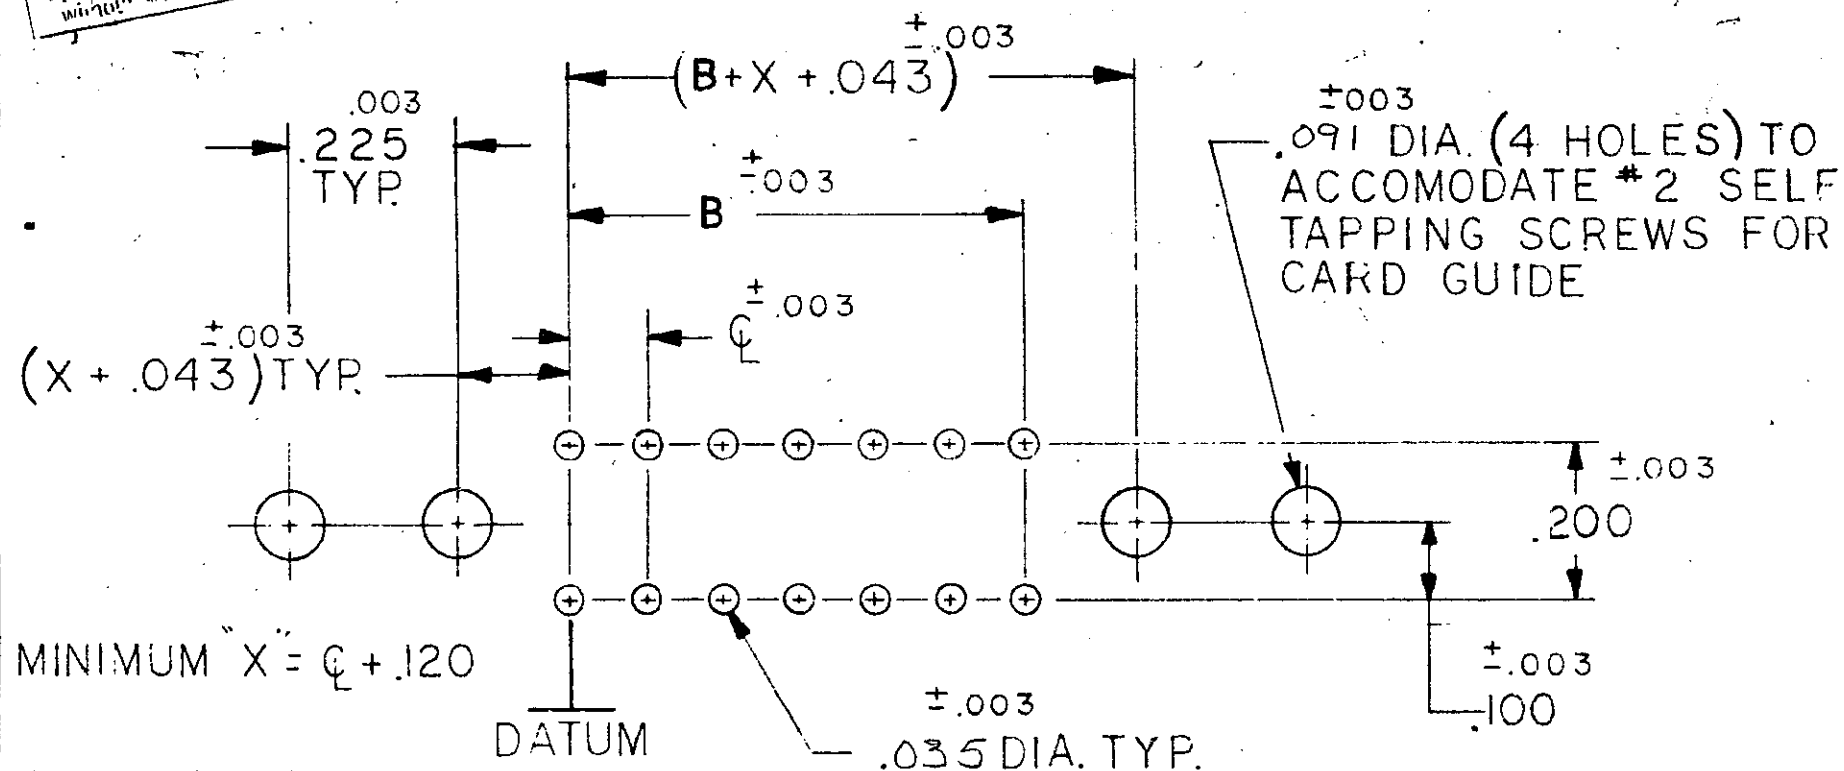 ±.003
(B+X +.043)
.003
.225
TYP.
±.003
B
±.003
℄
±.003
(X + .043) TYP.
±003
.091 DIA. (4 HOLES) TO
ACCOMODATE #2 SELF
TAPPING SCREWS FOR
CARD GUIDE
±.003
.200
±.003
.100
MINIMUM "X" = ℄ + .120
DATUM
±.003
.035 DIA. TYP.